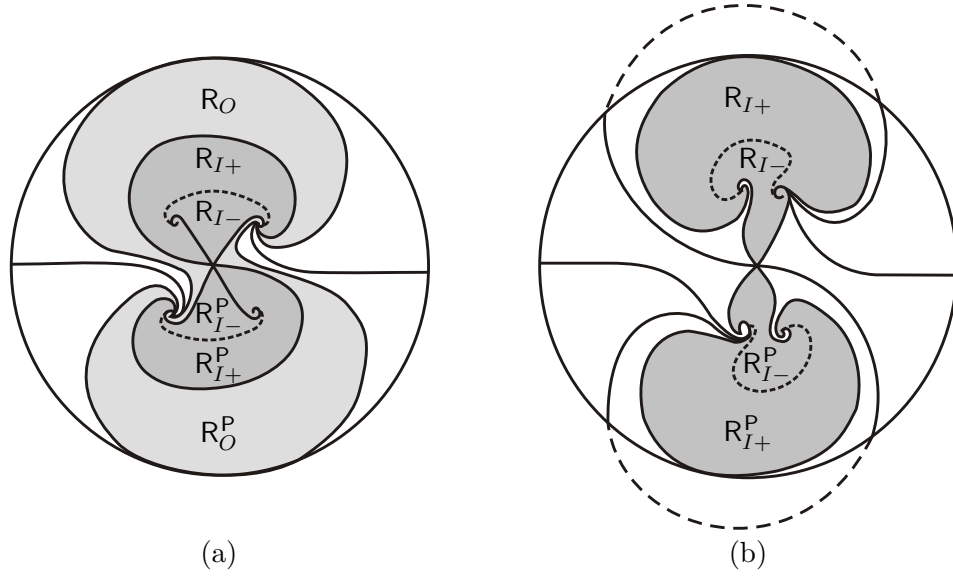 R_O
R_{I+}
R_{I-}
R^P_{I-}
R^P_{I+}
R^P_O
(a)
R_{I+}
R_{I-}
R^P_{I-}
R^P_{I+}
(b)